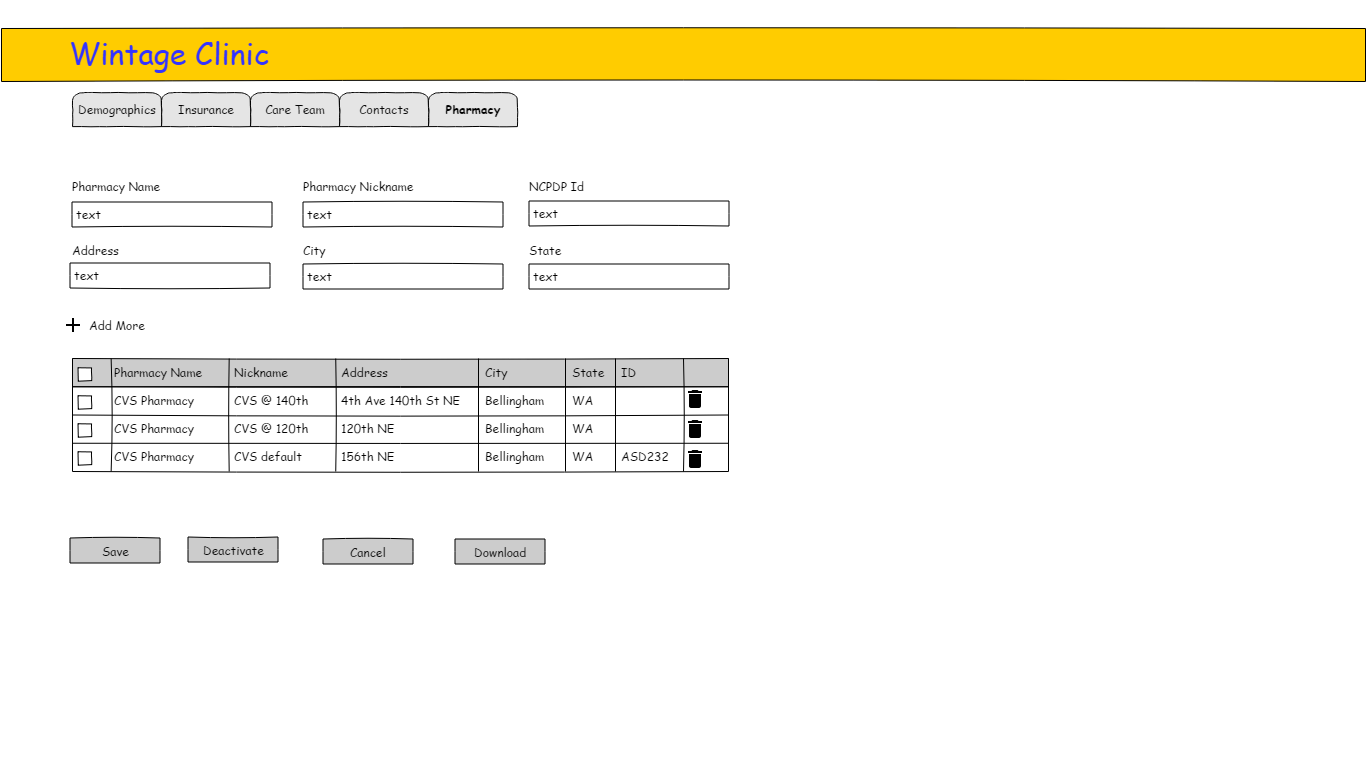 Wintage Clinic
Demographics Insurance Care Team Contacts Pharmacy
Pharmacy Name Pharmacy Nickname NCPDP Id
text text text
Address City State
text text text
Add More
Pharmacy Name Nickname Address City State ID
CVS Pharmacy CVS @ 140th 4th Ave 140th St NE Bellingham WA
CVS Pharmacy CVS @ 120th 120th NE Bellingham WA
CVS Pharmacy CVS default 156th NE Bellingham WA ASD232
Save Deactivate Cancel Download